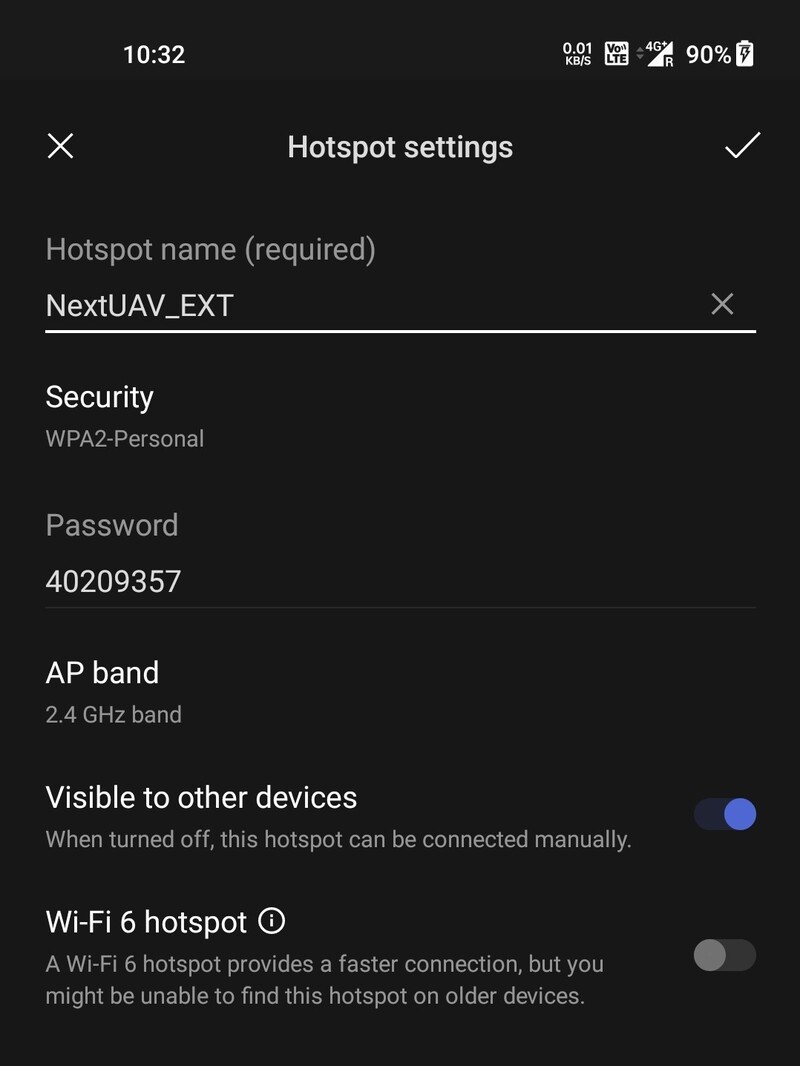 10:32
0.01 KB/S Vo) LTE 4G+ R 90%
Hotspot settings
Hotspot name (required)
NextUAV_EXT
Security
WPA2-Personal
Password
40209357
AP band
2.4 GHz band
Visible to other devices
When turned off, this hotspot can be connected manually.
Wi-Fi 6 hotspot
A Wi-Fi 6 hotspot provides a faster connection, but you
might be unable to find this hotspot on older devices.